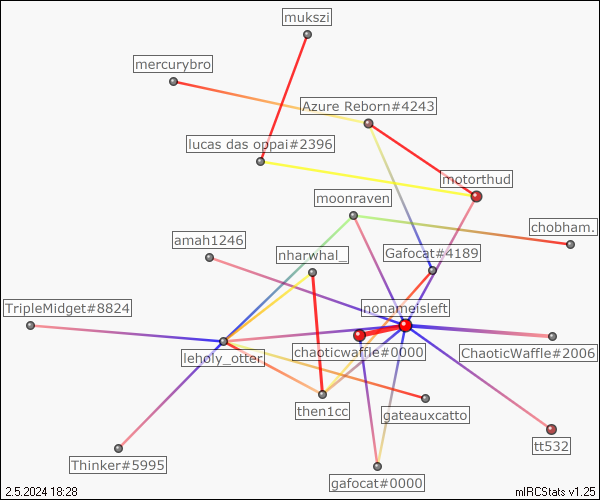 mukszi
mercurybro
Azure Reborn#4243
lucas das oppai#2396
motorthud
moonraven
chobham.
amah1246
nharwhal_
Gafocat#4189
TripleMidget#8824
nonameisleft
leholy_otter
chaoticwaffle#0000
ChaoticWaffle#2006
then1cc
gateauxcatto
tt532
Thinker#5995
gafocat#0000
2.5.2024 18:28
mIRCStats v1.25